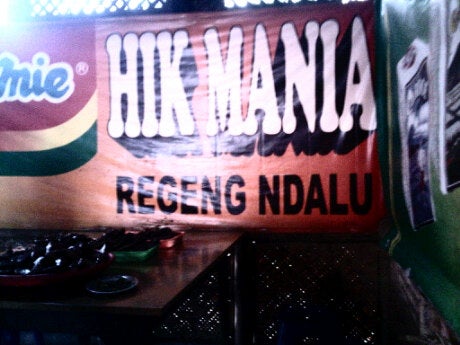 mie®
HIK MANIA
REGENG NDALU